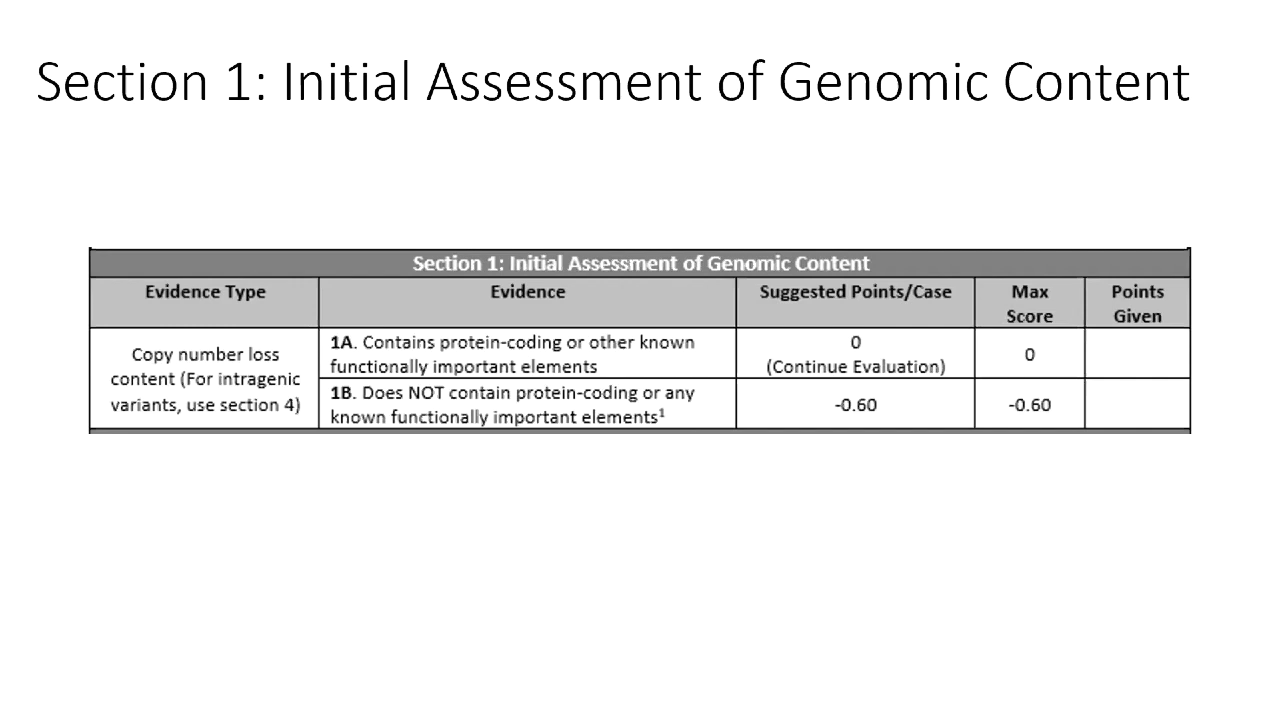 Section 1: Initial Assessment of Genomic Content
Section 1: Initial Assessment of Genomic Content
Evidence Type
Evidence
Suggested Points/Case
Max
Score
Points
Given
Copy number loss
content (For intragenic
variants, use section 4)
1A. Contains protein-coding or other known
functionally important elements
0
(Continue Evaluation)
0
1B. Does NOT contain protein-coding or any
known functionally important elements¹
-0.60
-0.60